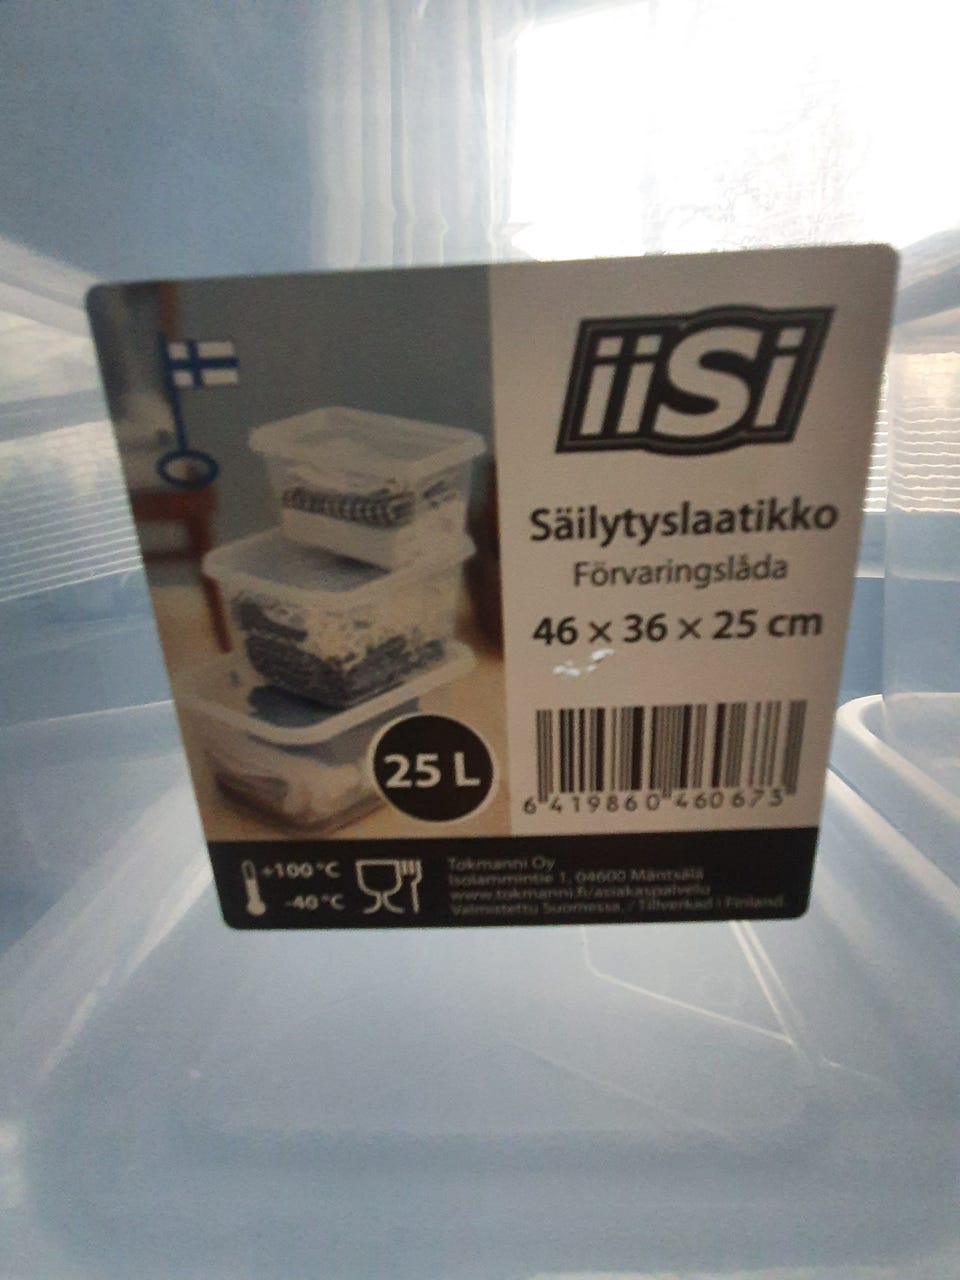 iiSi
Säilytyslaatikko
Förvaringslåda
46 x 36 x 25 cm
25 L
6 419860 460673
+100 °C
-40 °C
Tokmanni Oy
Isolammintie 1, 04600 Mäntsälä
www.tokmanni.fi/asiakaspalvelu
Valmistettu Suomessa. / Tillverkad i Finland.